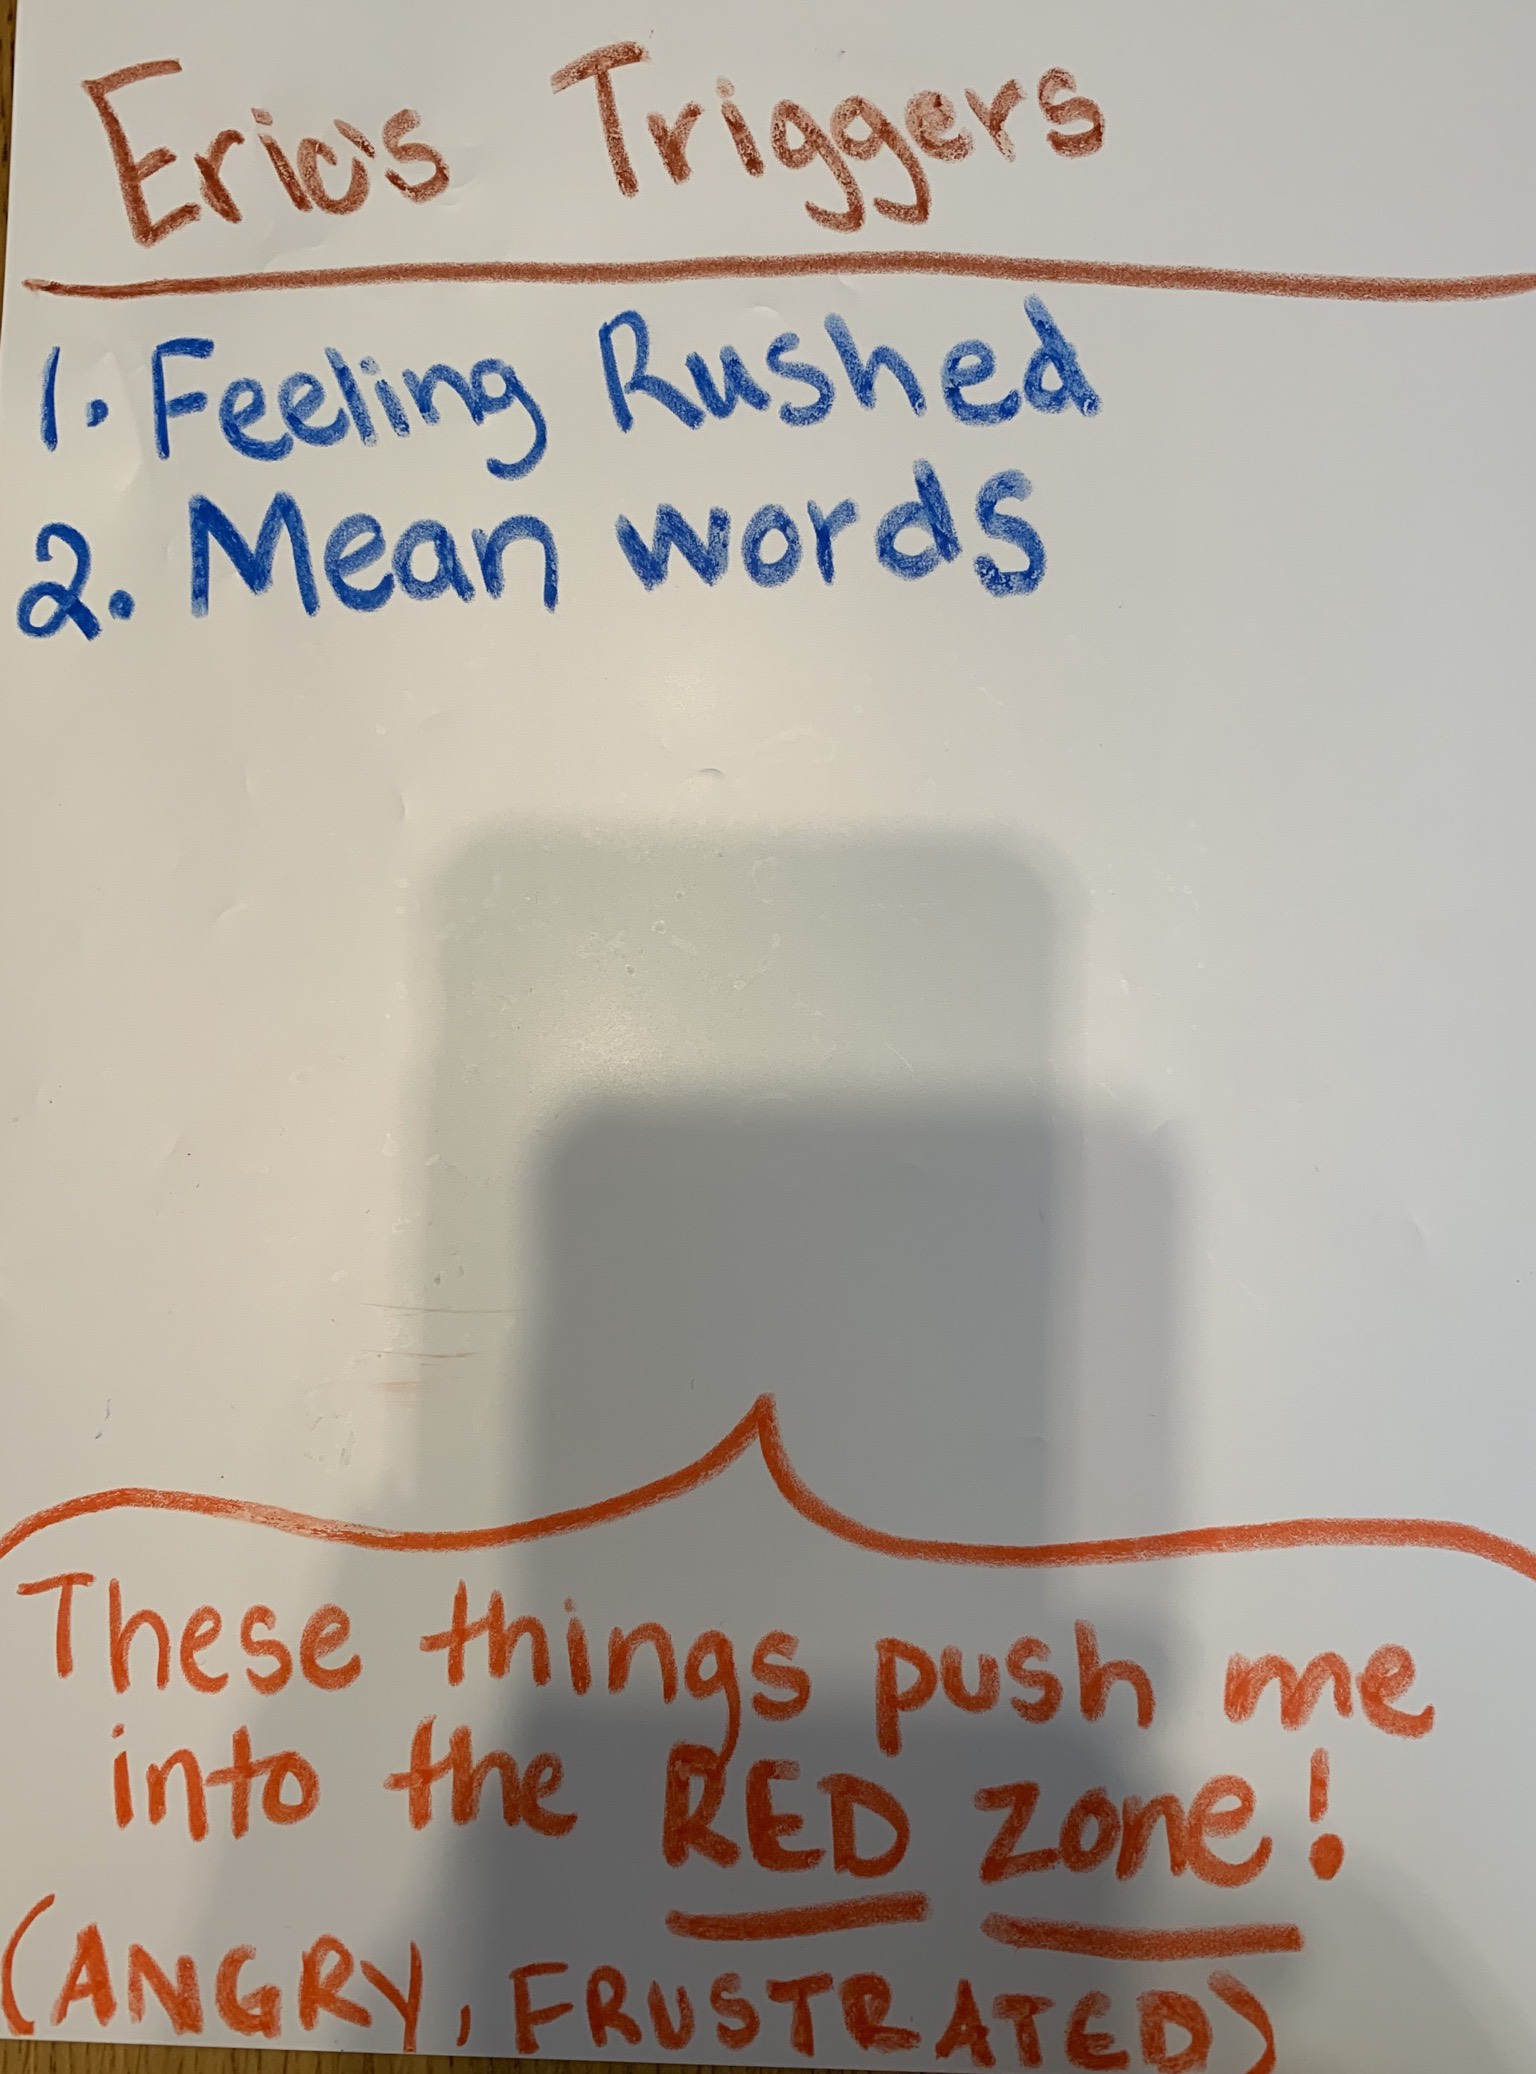 Eric's Triggers
1. Feeling Rushed
2. Mean words
These things push me
into the RED zone!
(ANGRY, FRUSTRATED)